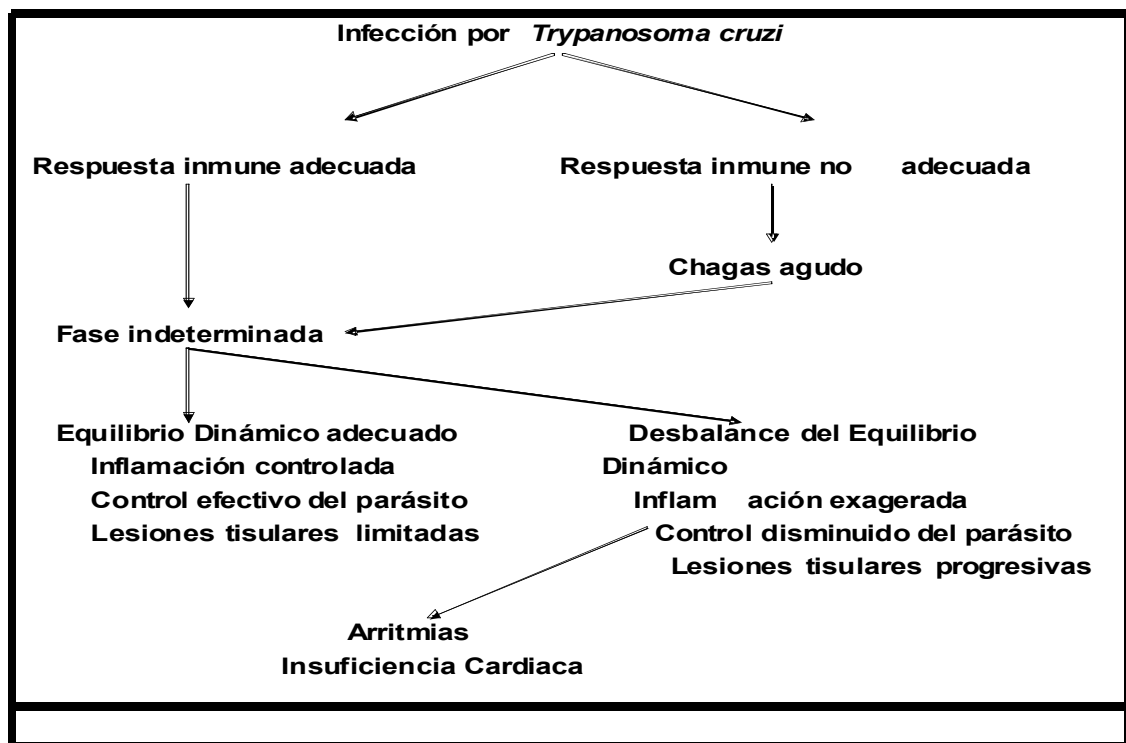 Infección por Trypanosoma cruzi
Respuesta inmune adecuada
Respuesta inmune no adecuada
Chagas agudo
Fase indeterminada
Equilibrio Dinámico adecuado
Inflamación controlada
Control efectivo del parásito
Lesiones tisulares limitadas
Desbalance del Equilibrio
Dinámico
Inflam ación exagerada
Control disminuido del parásito
Lesiones tisulares progresivas
Arritmias
Insuficiencia Cardiaca